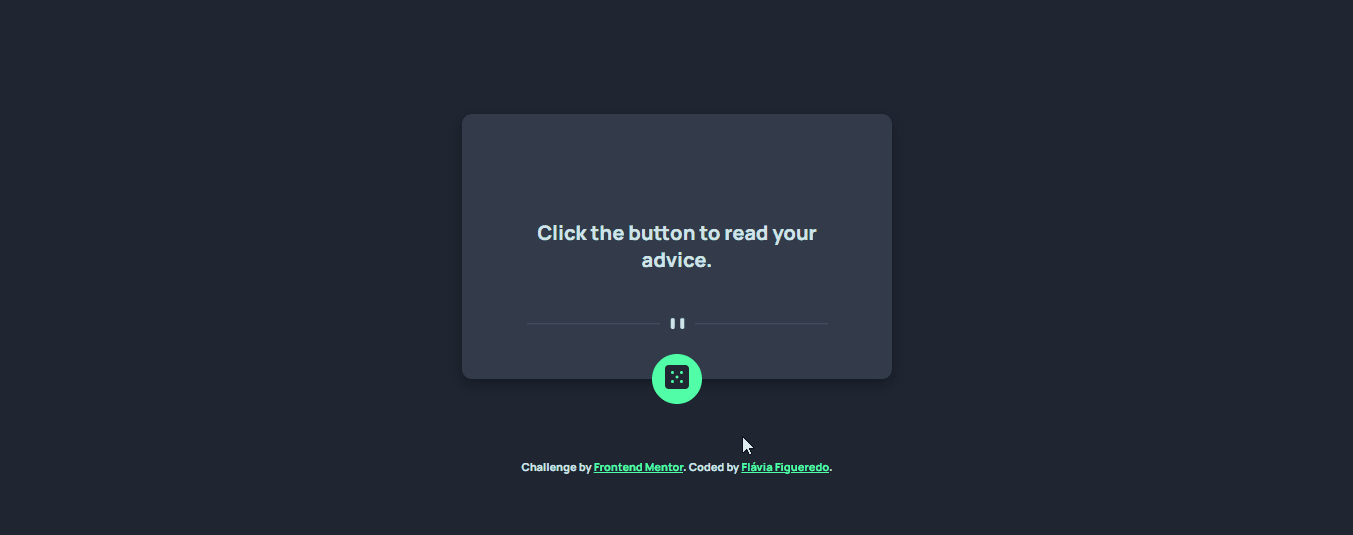 Click the button to read your
advice.
Challenge by Frontend Mentor. Coded by Flávia Figueredo.